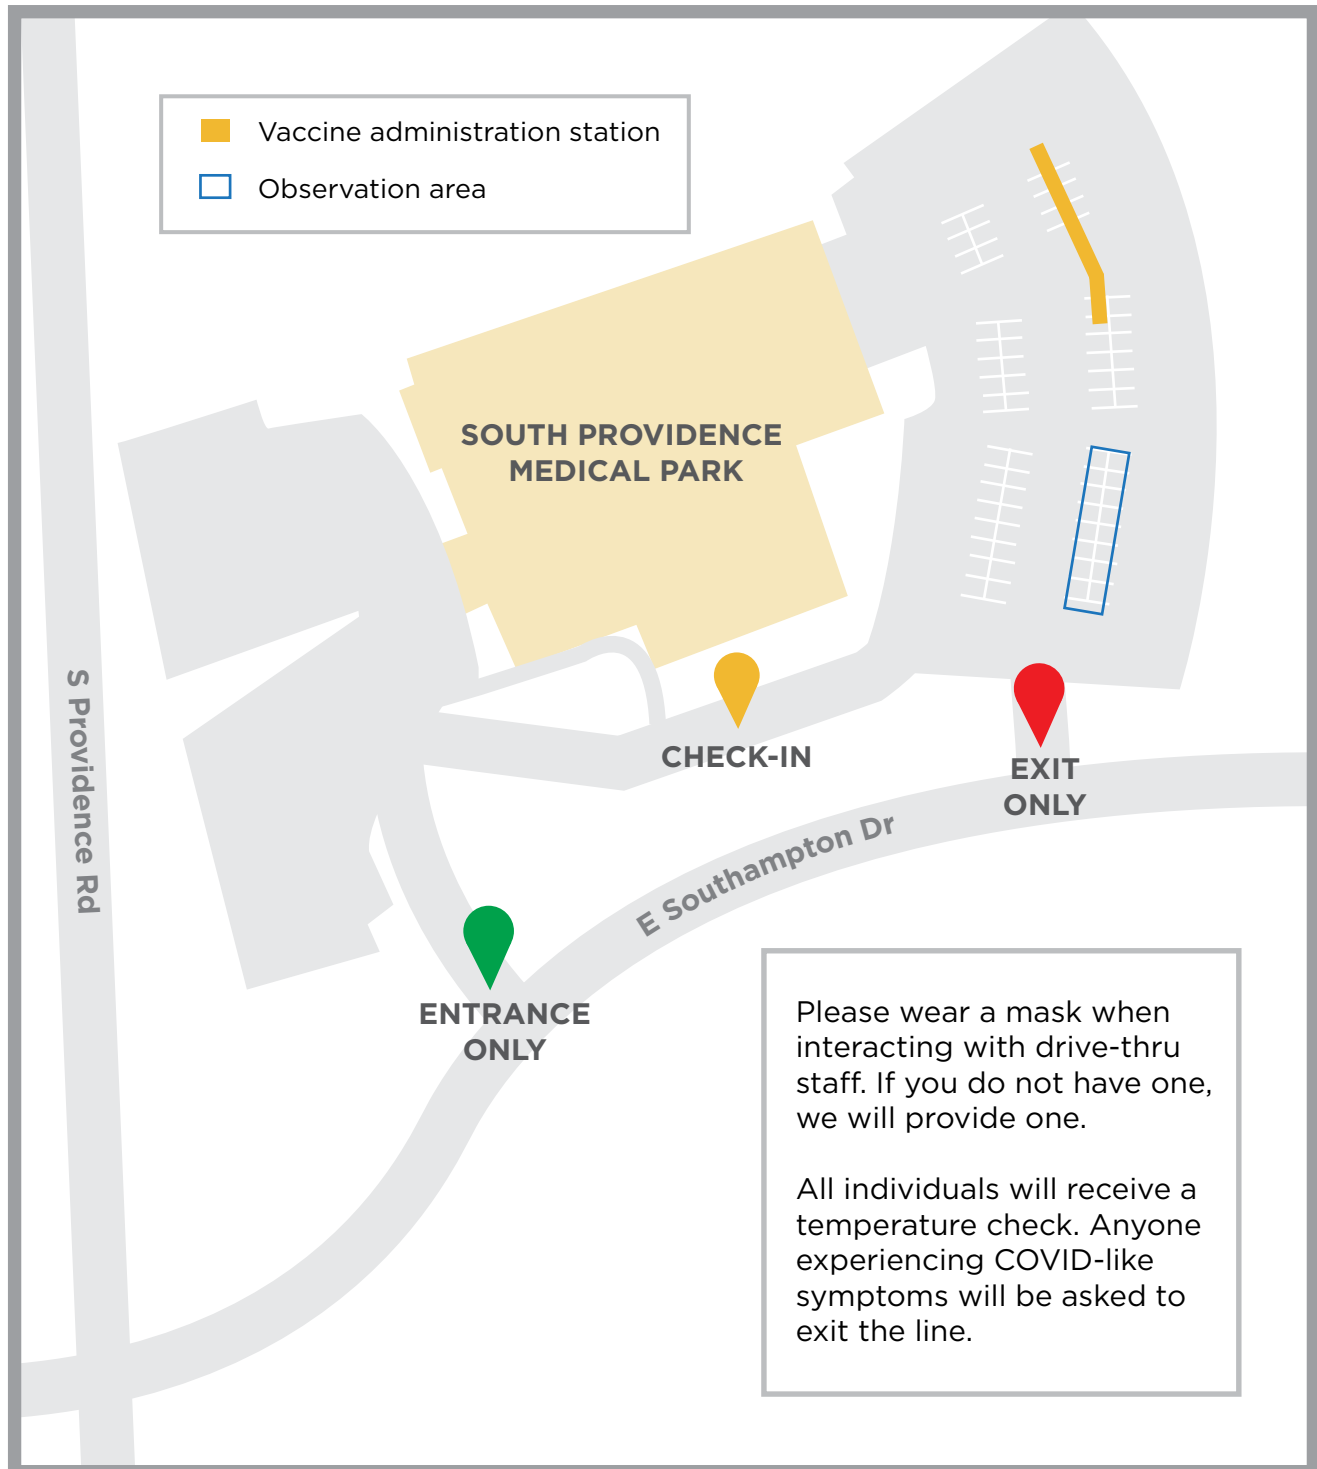 Vaccine administration station
Observation area
SOUTH PROVIDENCE
MEDICAL PARK
S Providence Rd
CHECK-IN
EXIT
ONLY
E Southampton Dr
ENTRANCE
ONLY
Please wear a mask when
interacting with drive-thru
staff. If you do not have one,
we will provide one.
All individuals will receive a
temperature check. Anyone
experiencing COVID-like
symptoms will be asked to
exit the line.